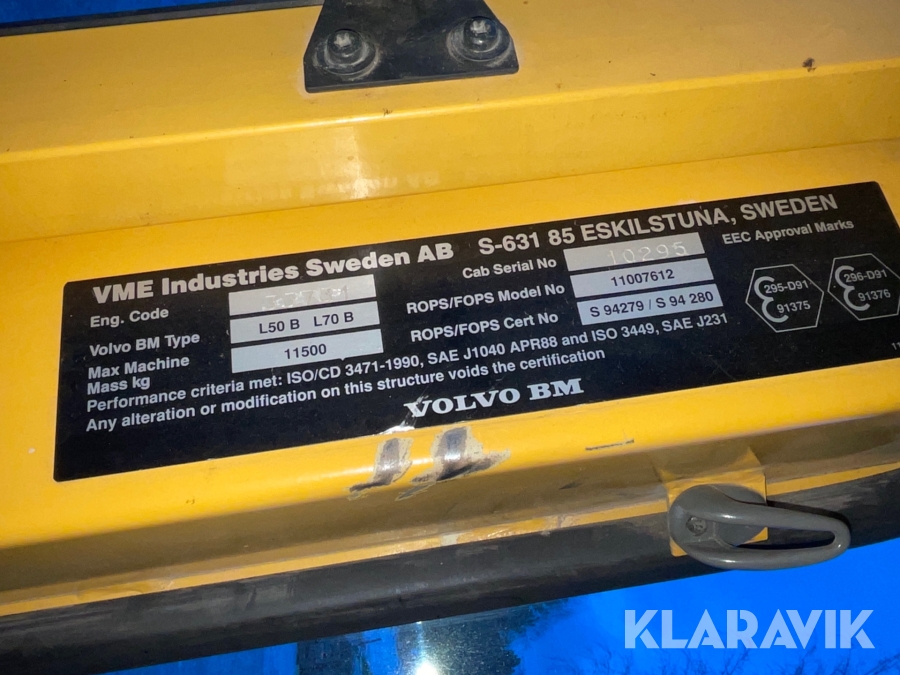 VME Industries Sweden AB S-631 85 ESKILSTUNA, SWEDEN
Eng. Code
Cab Serial No 10295
EEC Approval Marks
Volvo BM Type L50 B L70 B
ROPS/FOPS Model No 11007612
Max Machine Mass kg 11500
ROPS/FOPS Cert No S 94279 / S 94 280
295-D91
91375
296-D91
91376
Performance criteria met: ISO/CD 3471-1990, SAE J1040 APR88 and ISO 3449, SAE J231
Any alteration or modification on this structure voids the certification
VOLVO BM
KLARAVIK